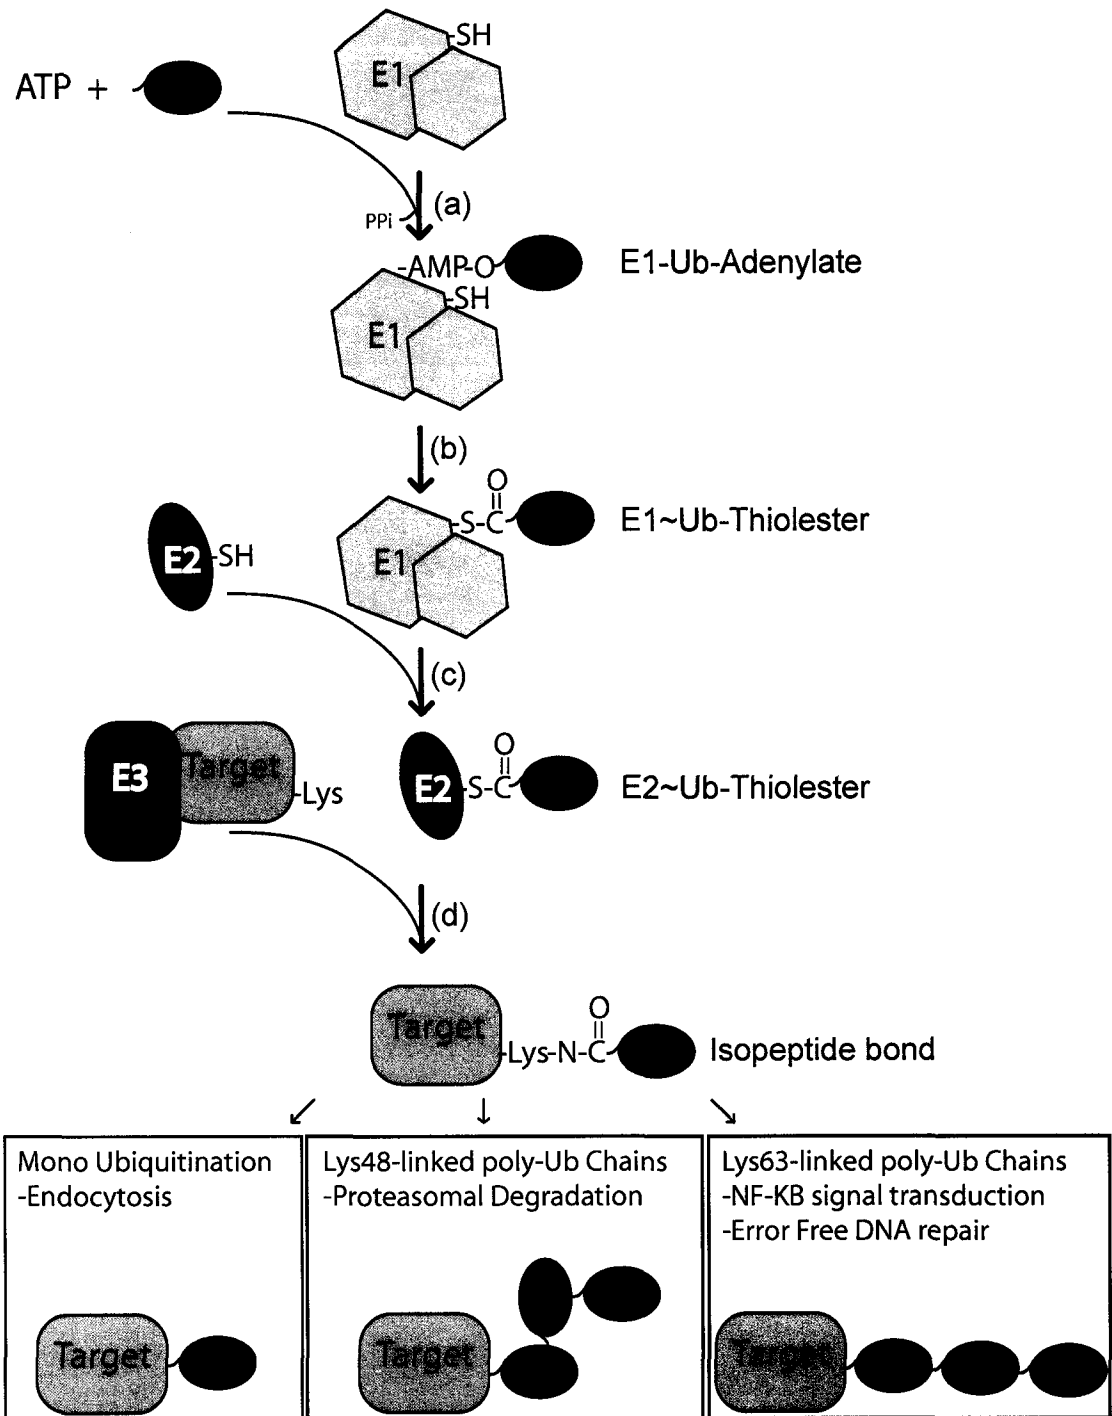 -SH
E1
ATP +
PPi
(a)
-AMP-O
E1-Ub-Adenylate
-SH
E1
(b)
O
-S-C
E1~Ub-Thiolester
E2
-SH
E1
(c)
E3
Target
-Lys
O
E2
-S-C
E2~Ub-Thiolester
(d)
O
Target
-Lys-N-C
Isopeptide bond
Mono Ubiquitination
-Endocytosis
Target
Lys48-linked poly-Ub Chains
-Proteasomal Degradation
Target
Lys63-linked poly-Ub Chains
-NF-KB signal transduction
-Error Free DNA repair
Target